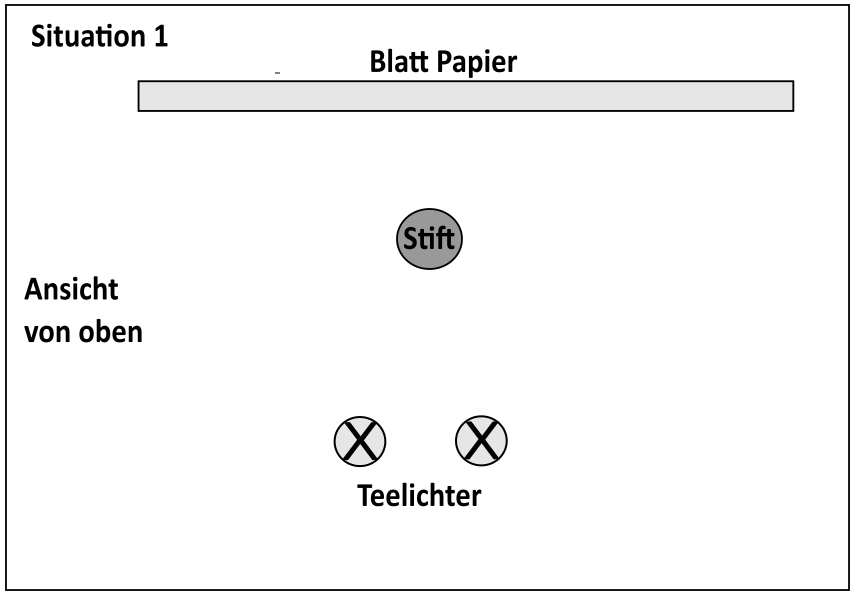 Situation 1
Blatt Papier
Stift
Ansicht
von oben
X X
Teelichter